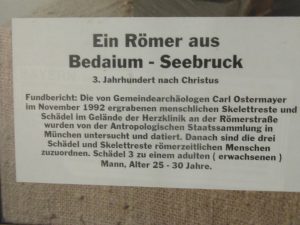 Ein Römer aus
Bedaium - Seebruck
3. Jahrhundert nach Christus
Fundbericht: Die von Gemeindearchäologen Carl Ostermayer
im November 1992 ergrabenen menschlichen Skelettreste und
Schädel im Gelände der Herzklinik an der Römerstraße
wurden von der Antropologischen Staatssammlung in
München untersucht und datiert. Danach sind die drei
Schädel und Skelettreste römerzeitlichen Menschen
zuzuordnen. Schädel 3 zu einem adulten ( erwachsenen )
Mann, Alter 25 - 30 Jahre.